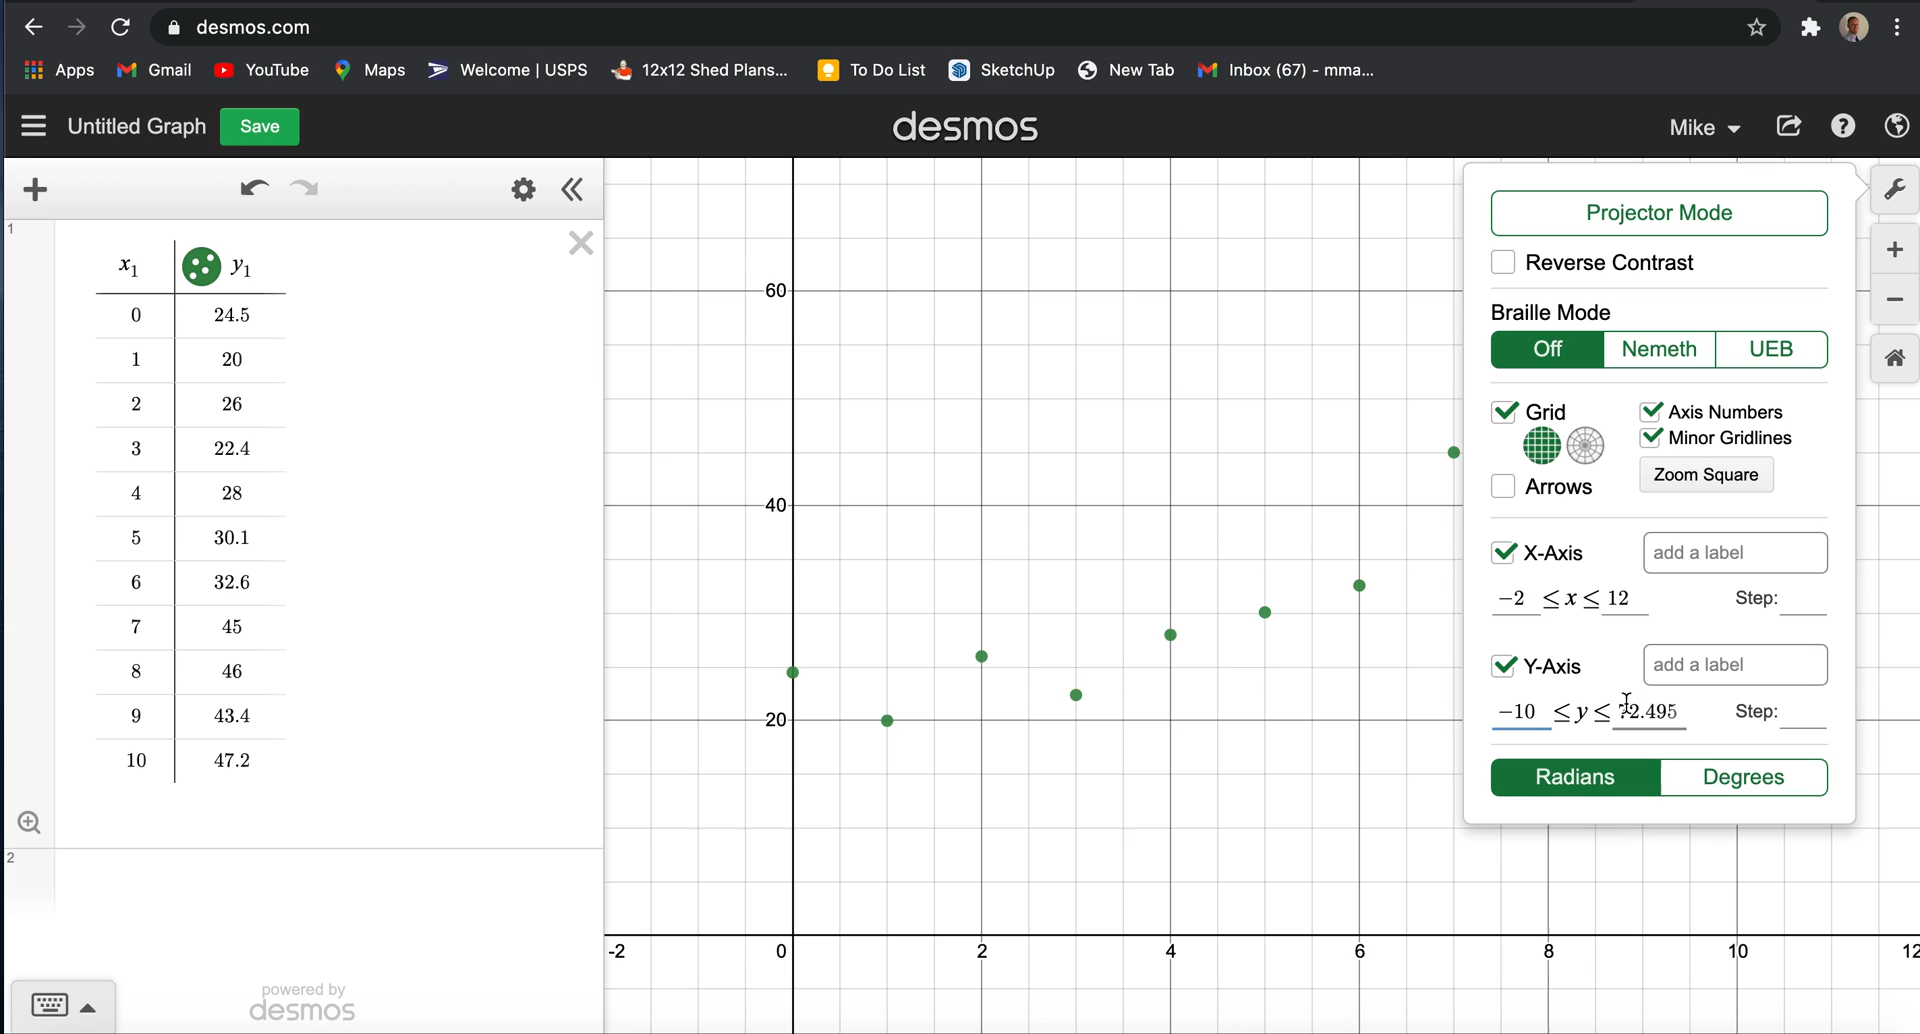 desmos.com
Apps Gmail YouTube Maps Welcome | USPS 12x12 Shed Plans... To Do List SketchUp New Tab Inbox (67) - mma...
Untitled Graph Save desmos Mike
1
x1 y1
0 24.5
1 20
2 26
3 22.4
4 28
5 30.1
6 32.6
7 45
8 46
9 43.4
10 47.2
2
powered by
desmos
60
40
20
-2 0 2 4 6 8 10 12
Projector Mode
Reverse Contrast
Braille Mode
Off Nemeth UEB
Grid Axis Numbers
Minor Gridlines
Zoom Square
Arrows
X-Axis add a label
−2 ≤ x ≤ 12 Step:
Y-Axis add a label
−10 ≤ y ≤ 72.495 Step:
Radians Degrees